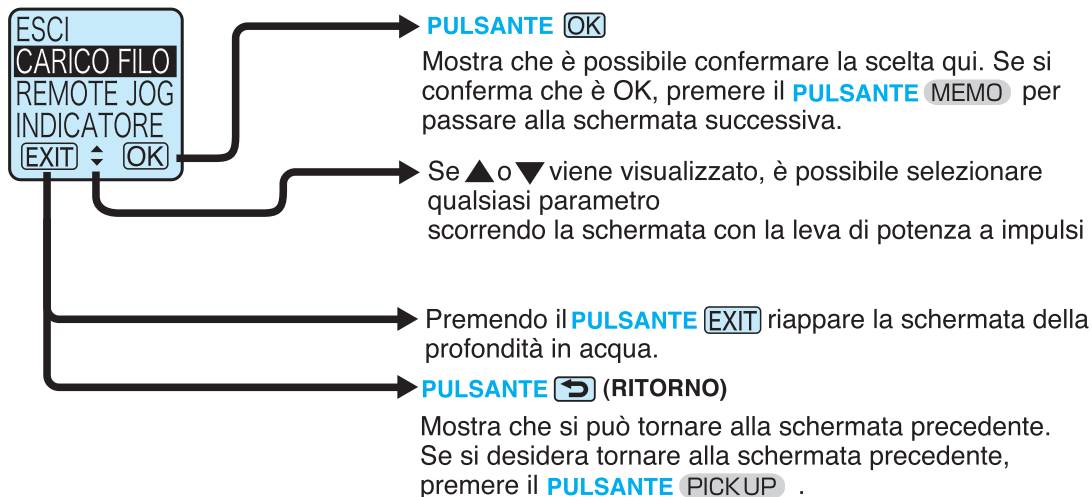 ESCI
CARICO FILO
REMOTE JOG
INDICATORE
EXIT OK
PULSANTE OK
Mostra che è possibile confermare la scelta qui. Se si
conferma che è OK, premere il PULSANTE MEMO per
passare alla schermata successiva.
Se ▲ o ▼ viene visualizzato, è possibile selezionare
qualsiasi parametro
scorrendo la schermata con la leva di potenza a impulsi
Premendo il PULSANTE EXIT riappare la schermata della
profondità in acqua.
PULSANTE (RITORNO)
Mostra che si può tornare alla schermata precedente.
Se si desidera tornare alla schermata precedente,
premere il PULSANTE PICK UP .